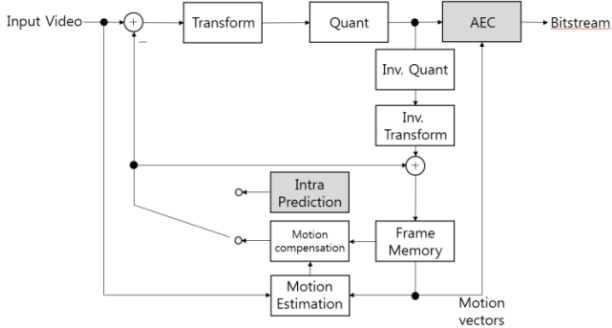 Input Video
+
Transform
Quant
AEC
Bitstream
–
Inv. Quant
Inv.
Transform
+
Intra
Prediction
Motion
compensation
Frame
Memory
Motion
Estimation
Motion
vectors